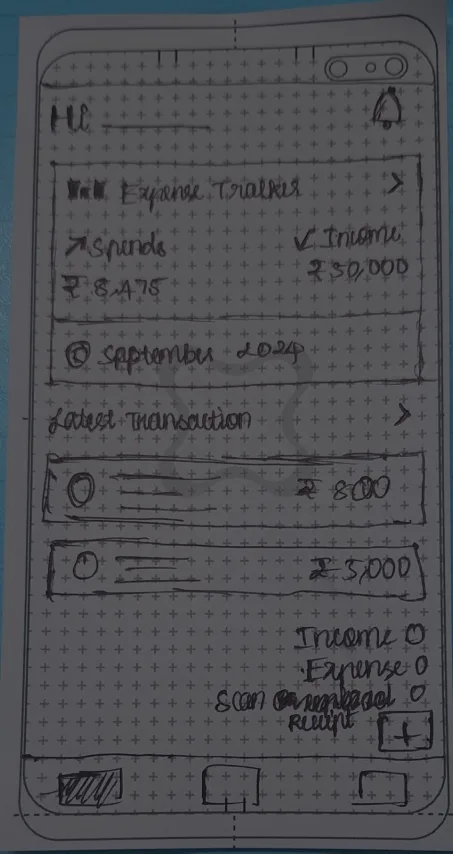 Hi
Expense Tracker >
↗ Spends
↙ Income
₹ 8,475
₹ 30,000
September 2024
Latest Transaction >
₹ 800
₹ 3,000
Income
Expense
Scan
Receipt
+